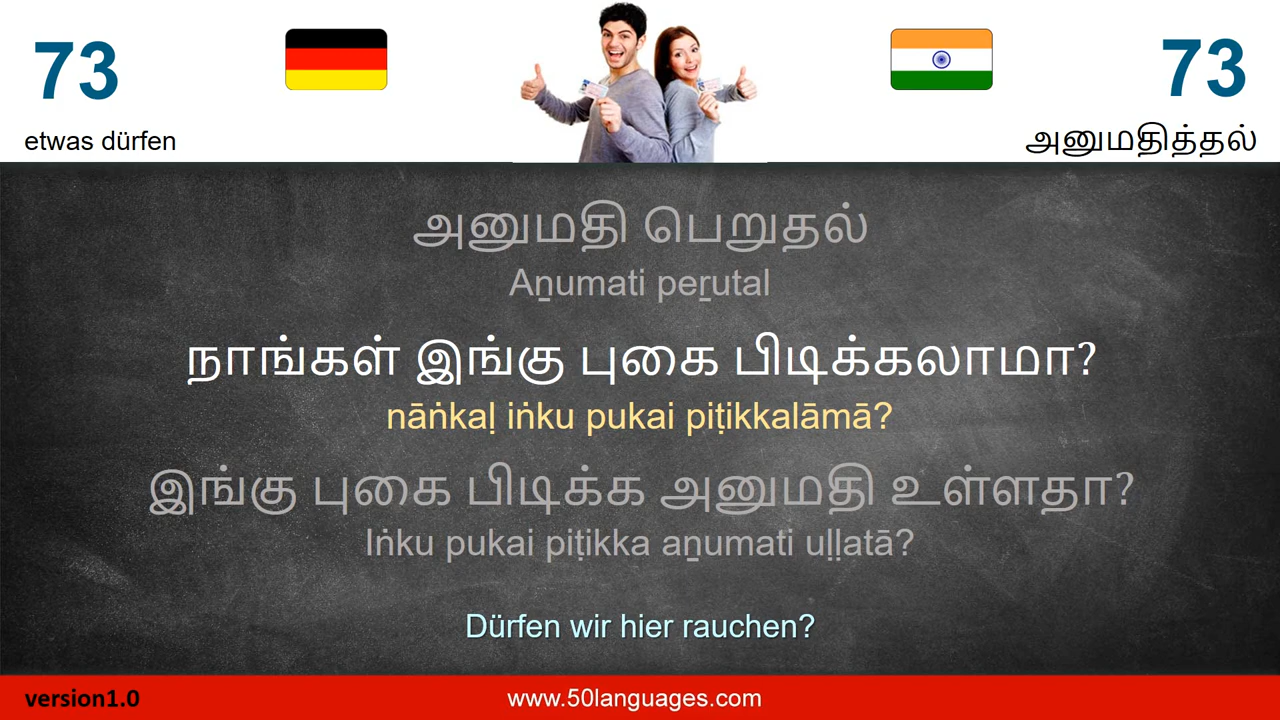 73
73
etwas dürfen
அனுமதித்தல்
அனுமதி பெறுதல்
Aṉumati peṟutal
நாங்கள் இங்கு புகை பிடிக்கலாமா?
nāṅkaḷ iṅku pukai piṭikkalāmā?
இங்கு புகை பிடிக்க அனுமதி உள்ளதா?
Iṅku pukai piṭikka aṉumati uḷḷatā?
Dürfen wir hier rauchen?
version1.0
www.50languages.com